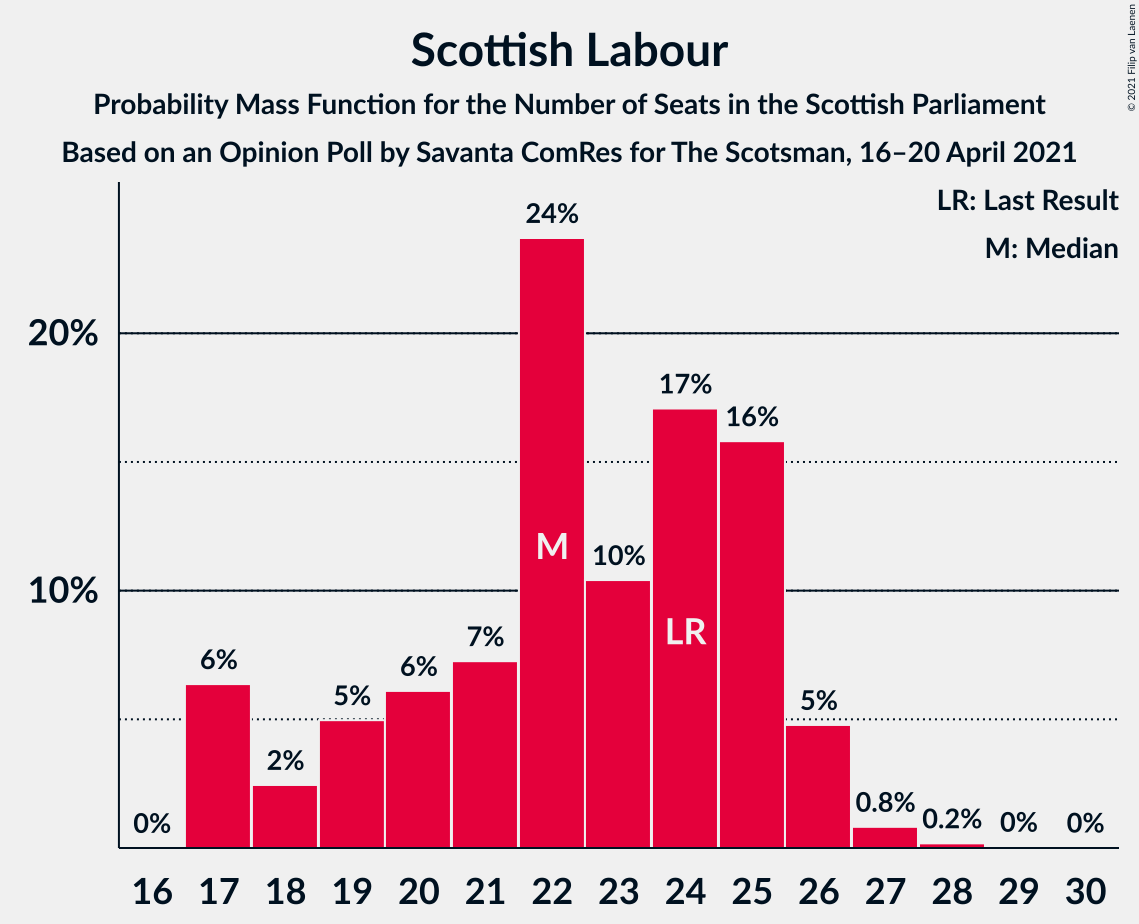 Scottish Labour
Probability Mass Function for the Number of Seats in the Scottish Parliament
Based on an Opinion Poll by Savanta ComRes for The Scotsman, 16–20 April 2021
© 2021 Filip van Laenen
LR: Last Result
M: Median
20%
10%
0%
6%
2%
5%
6%
7%
24%
10%
17%
16%
5%
0.8%
0.2%
0%
0%
M
LR
16 17 18 19 20 21 22 23 24 25 26 27 28 29 30